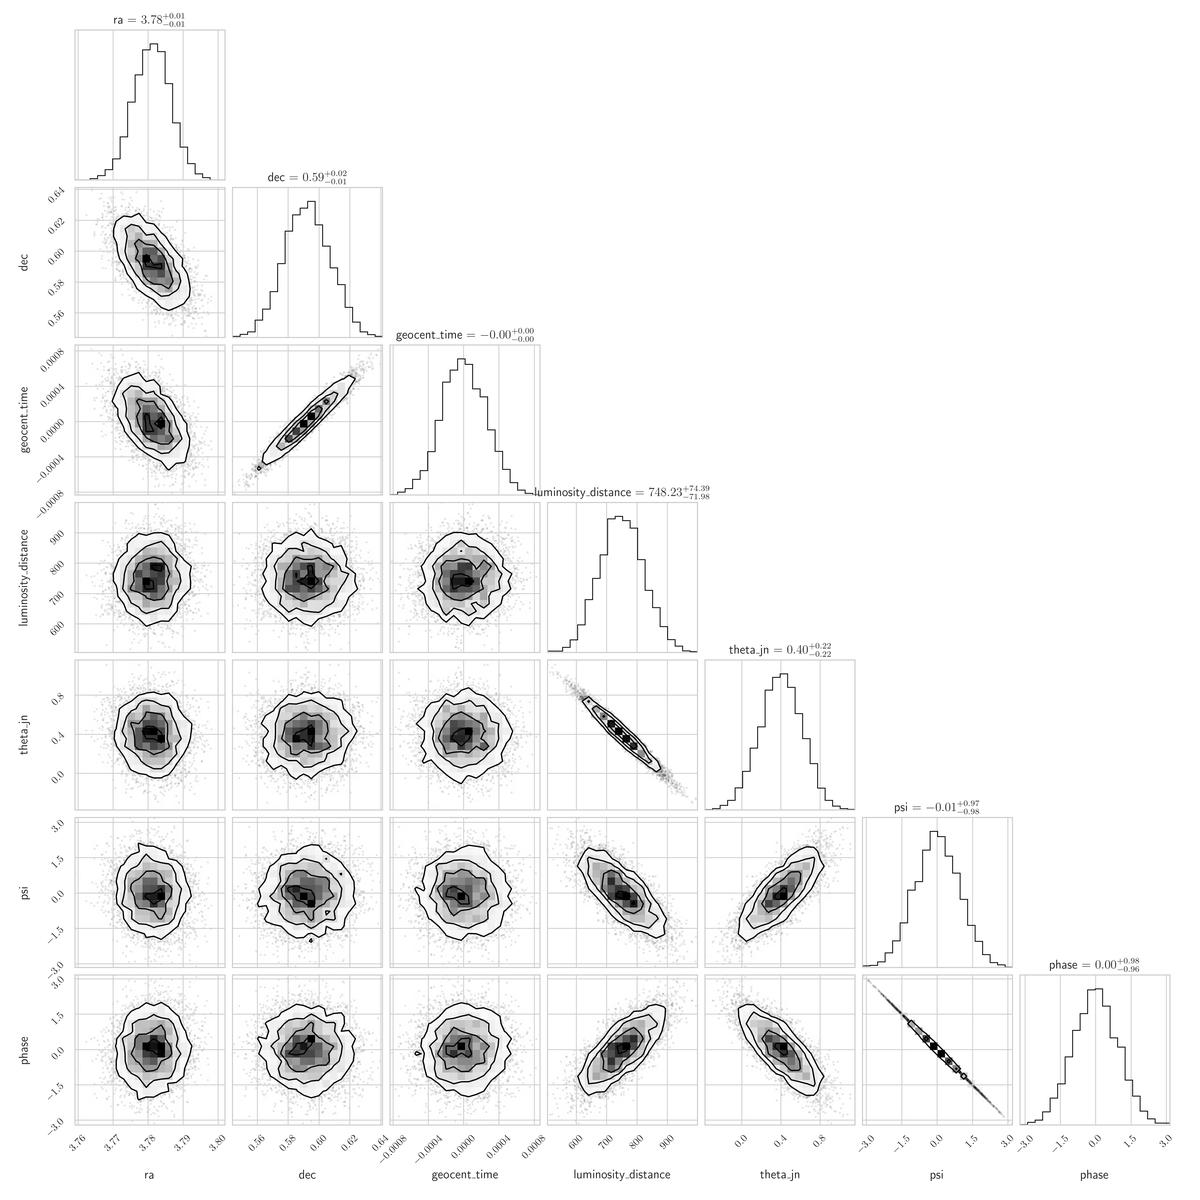 ra = 3.78+0.01−0.01
0.64
0.62
0.60
0.58
0.56
dec
dec = 0.59+0.02−0.01
0.0008
0.0004
0.0000
−0.0004
−0.0008
geocent_time
geocent_time = −0.00+0.00−0.00
900
800
700
600
luminosity_distance
luminosity_distance = 748.23+74.39−71.98
0.8
0.4
0.0
theta_jn
theta_jn = 0.40+0.22−0.22
3.0
1.5
0.0
−1.5
−3.0
psi
psi = −0.01+0.97−0.98
3.0
1.5
0.0
−1.5
−3.0
phase
phase = 0.00+0.98−0.96
3.76 3.77 3.78 3.79 3.80 0.56 0.58 0.60 0.62 0.64 −0.0008 −0.0004 0.0000 0.0004 0.0008 600 700 800 900 0.0 0.4 0.8 −3.0 −1.5 0.0 1.5 3.0 −3.0 −1.5 0.0 1.5 3.0
ra dec geocent_time luminosity_distance theta_jn psi phase